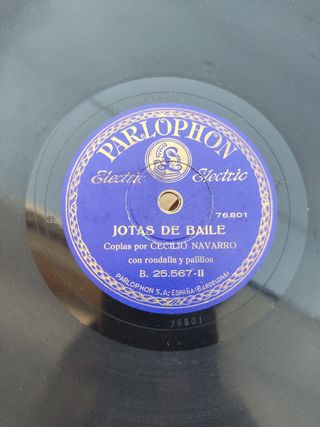 PARLOPHON
Electric Electric
76.801
JOTAS DE BAILE
Coplas por CECILIO NAVARRO
con rondalla y palillos
B. 25.567-II
PARLOPHON S.A. ESPAÑA (BARCELONA)
76801